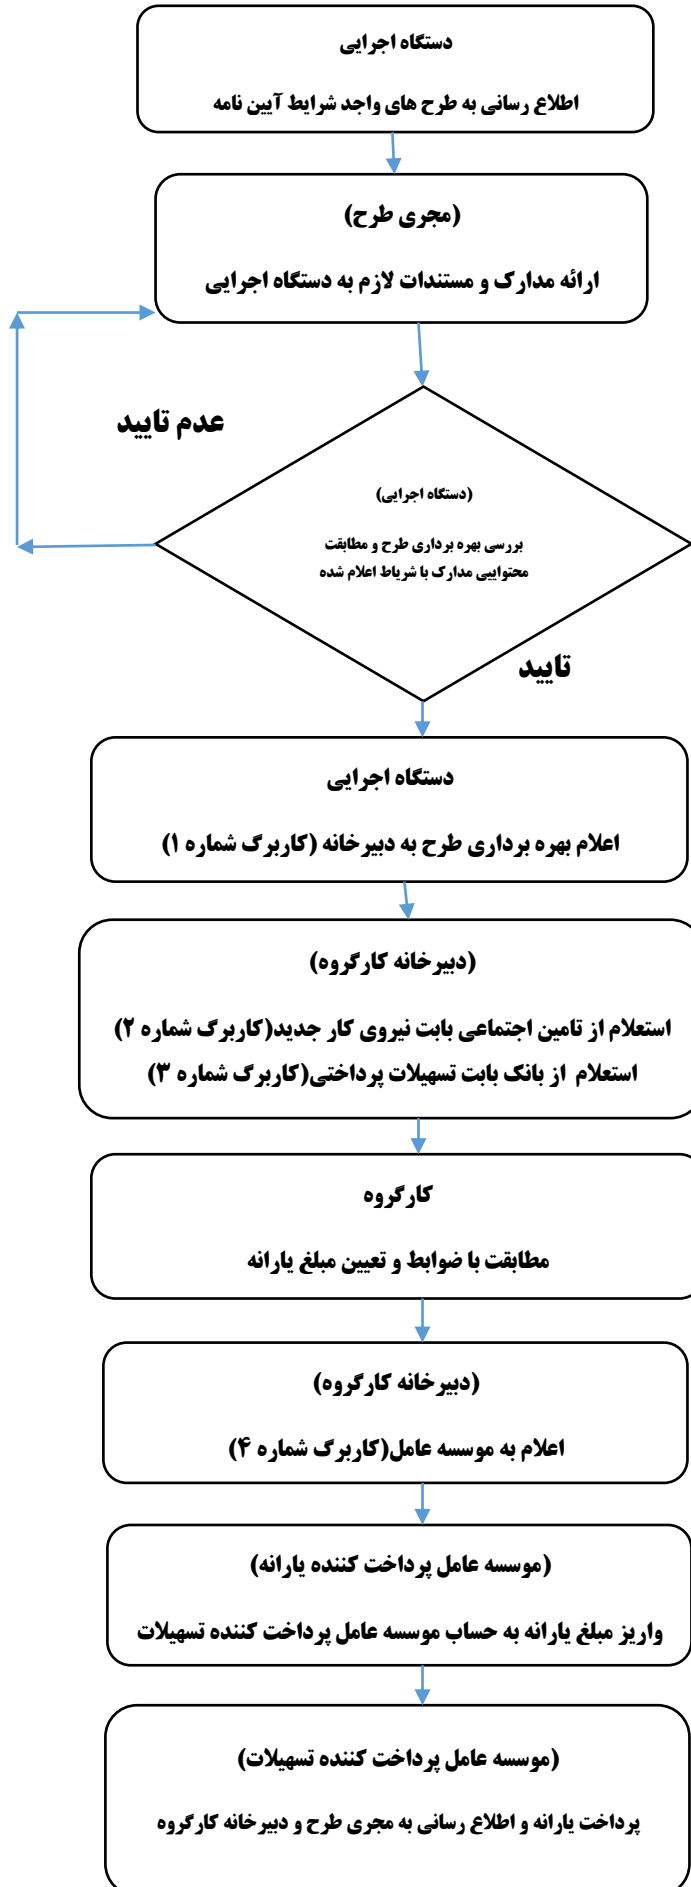 دستگاه اجرایی
اطلاع رسانی به طرح های واجد شرایط آیین نامه
(مجری طرح)
ارائه مدارک و مستندات لازم به دستگاه اجرایی
عدم تایید
(دستگاه اجرایی)
بررسی بهره برداری طرح و مطابقت
محتوایی مدارک با شریاط اعلام شده
تایید
دستگاه اجرایی
اعلام بهره برداری طرح به دبیرخانه (کاربرگ شماره ۱)
(دبیرخانه کارگروه)
استعلام از تامین اجتماعی بابت نیروی کار جدید(کاربرگ شماره ۲)
استعلام از بانک بابت تسهیلات پرداختی(کاربرگ شماره ۳)
کارگروه
مطابقت با ضوابط و تعیین مبلغ یارانه
(دبیرخانه کارگروه)
اعلام به موسسه عامل(کاربرگ شماره ۴)
(موسسه عامل پرداخت کننده یارانه)
واریز مبلغ یارانه به حساب موسسه عامل پرداخت کننده تسهیلات
(موسسه عامل پرداخت کننده تسهیلات)
پرداخت یارانه و اطلاع رسانی به مجری طرح و دبیرخانه کارگروه